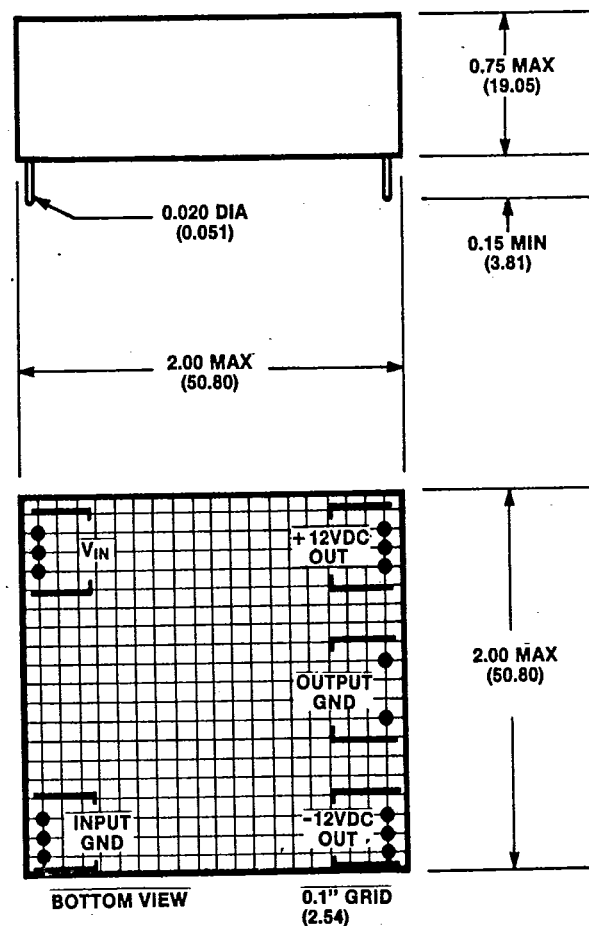 0.75 MAX
(19.05)
0.020 DIA
(0.051)
0.15 MIN
(3.81)
2.00 MAX
(50.80)
VIN
+12VDC
OUT
2.00 MAX
(50.80)
OUTPUT
GND
INPUT
GND
-12VDC
OUT
BOTTOM VIEW
0.1" GRID
(2.54)